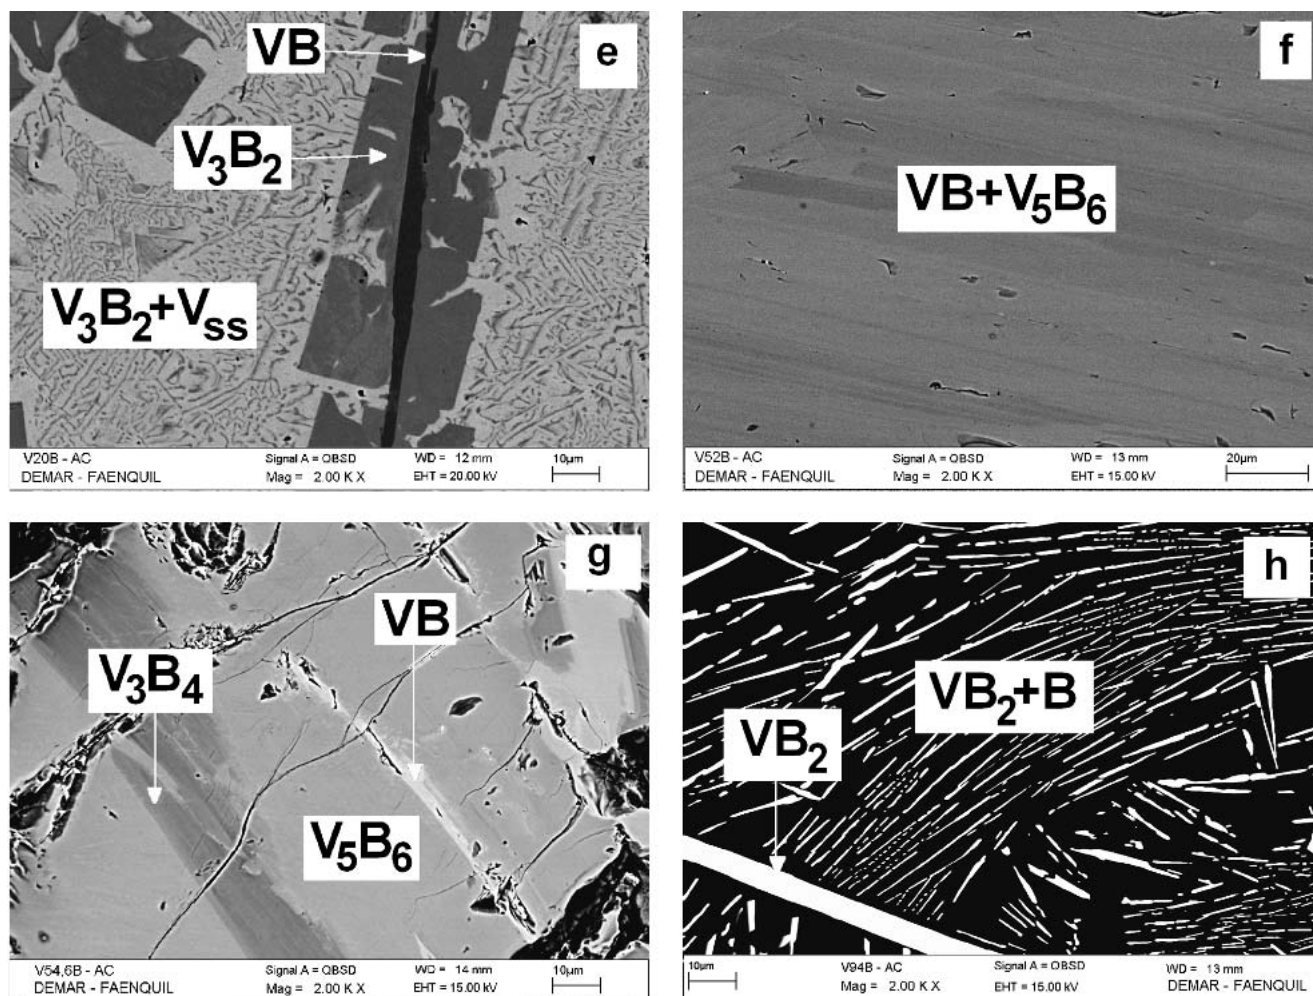 VB
e
V3B2
V3B2+Vss
V20B - AC Signal A = QBSD WD = 12 mm 10µm
DEMAR - FAENQUIL Mag = 2.00 K X EHT = 20.00 kV
f
VB+V5B6
V52B - AC Signal A = QBSD WD = 13 mm 20µm
DEMAR - FAENQUIL Mag = 2.00 K X EHT = 15.00 kV
g
VB
V3B4
V5B6
V54,6B - AC Signal A = QBSD WD = 14 mm 10µm
DEMAR - FAENQUIL Mag = 2.00 K X EHT = 15.00 kV
h
VB2+B
VB2
10µm V94B - AC Signal A = QBSD WD = 13 mm
DEMAR - FAENQUIL Mag = 2.00 K X EHT = 15.00 kV